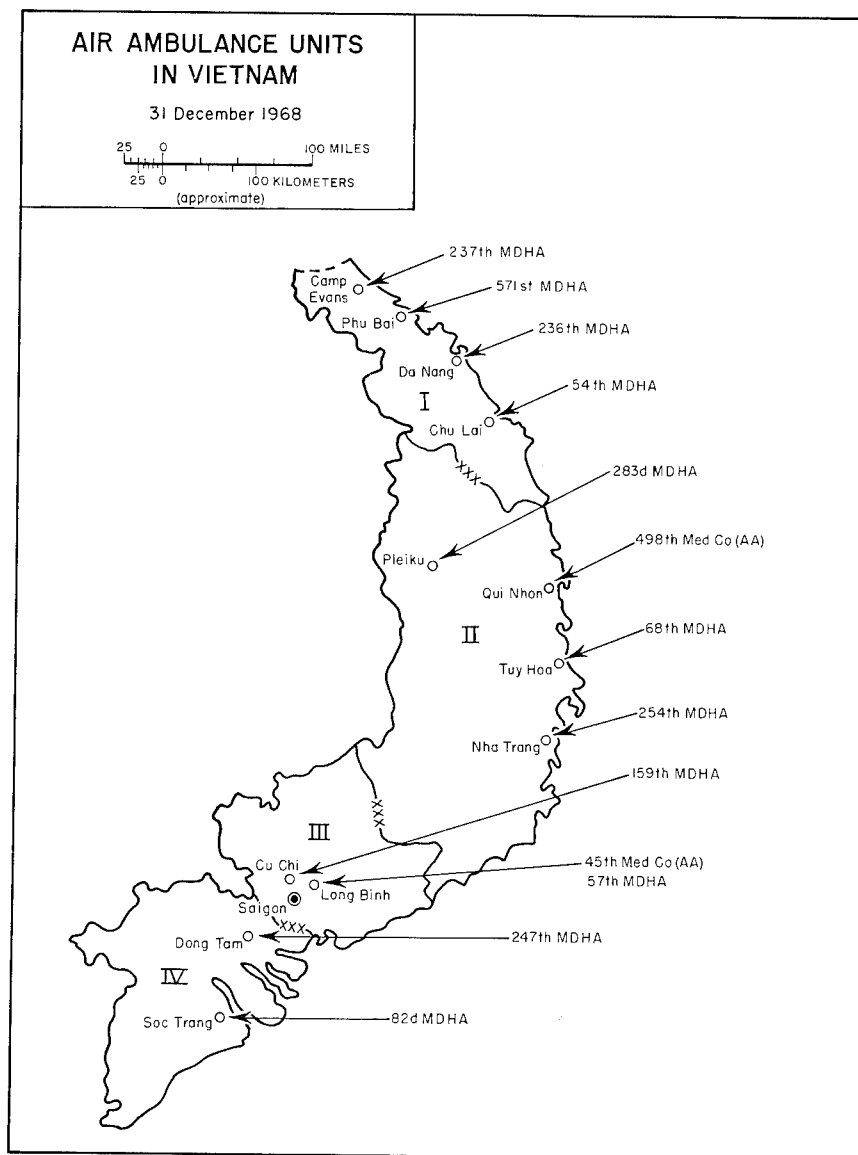 AIR AMBULANCE UNITS
IN VIETNAM
31 December 1968
25 0 100 MILES
25 0 100 KILOMETERS
(approximate)
237th MDHA
Camp
Evans
571st MDHA
Phu Bai
236th MDHA
Da Nang
54th MDHA
I
Chu Lai
XXX
283d MDHA
498th Med Co (AA)
Pleiku
Qui Nhon
II
68th MDHA
Tuy Hoa
254th MDHA
Nha Trang
159th MDHA
XXX
III
Cu Chi
45th Med Co (AA)
57th MDHA
Long Binh
Saigon
XXX
Dong Tam
247th MDHA
IV
Soc Trang
82d MDHA